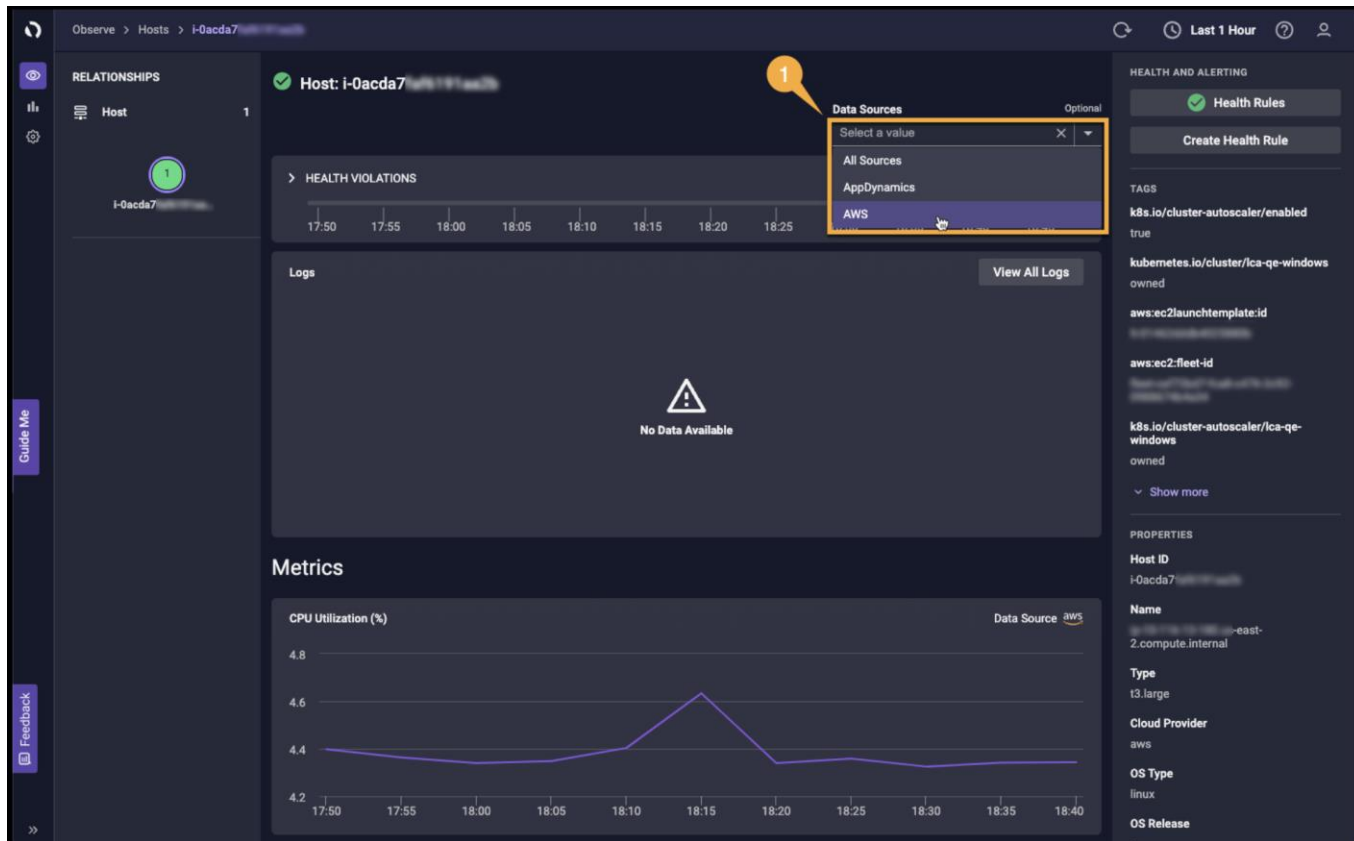 Observe > Hosts > i-0acda7
Last 1 Hour
RELATIONSHIPS
Host 1
1
i-0acda7
Guide Me
Feedback
Host: i-0acda7
1
Data Sources Optional
Select a value
All Sources
AppDynamics
AWS
HEALTH VIOLATIONS
17:50 17:55 18:00 18:05 18:10 18:15 18:20 18:25
Logs View All Logs
No Data Available
Metrics
CPU Utilization (%) Data Source aws
4.8
4.6
4.4
4.2
17:50 17:55 18:00 18:05 18:10 18:15 18:20 18:25 18:30 18:35 18:40
HEALTH AND ALERTING
Health Rules
Create Health Rule
TAGS
k8s.io/cluster-autoscaler/enabled
true
kubernetes.io/cluster/lca-qe-windows
owned
aws:ec2launchtemplate:id
aws:ec2:fleet-id
k8s.io/cluster-autoscaler/lca-qe-
windows
owned
Show more
PROPERTIES
Host ID
i-0acda7
Name
-east-
2.compute.internal
Type
t3.large
Cloud Provider
aws
OS Type
linux
OS Release